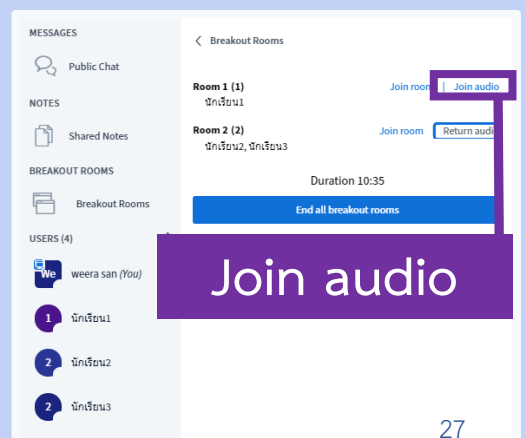 MESSAGES
Public Chat
NOTES
Shared Notes
BREAKOUT ROOMS
Breakout Rooms
USERS (4)
We weera san (You)
1 นักเรียน1
2 นักเรียน2
2 นักเรียน3
Breakout Rooms
Room 1 (1) Join room | Join audio
นักเรียน1
Room 2 (2) Join room Return audio
นักเรียน2, นักเรียน3
Duration 10:35
End all breakout rooms
Join audio
27